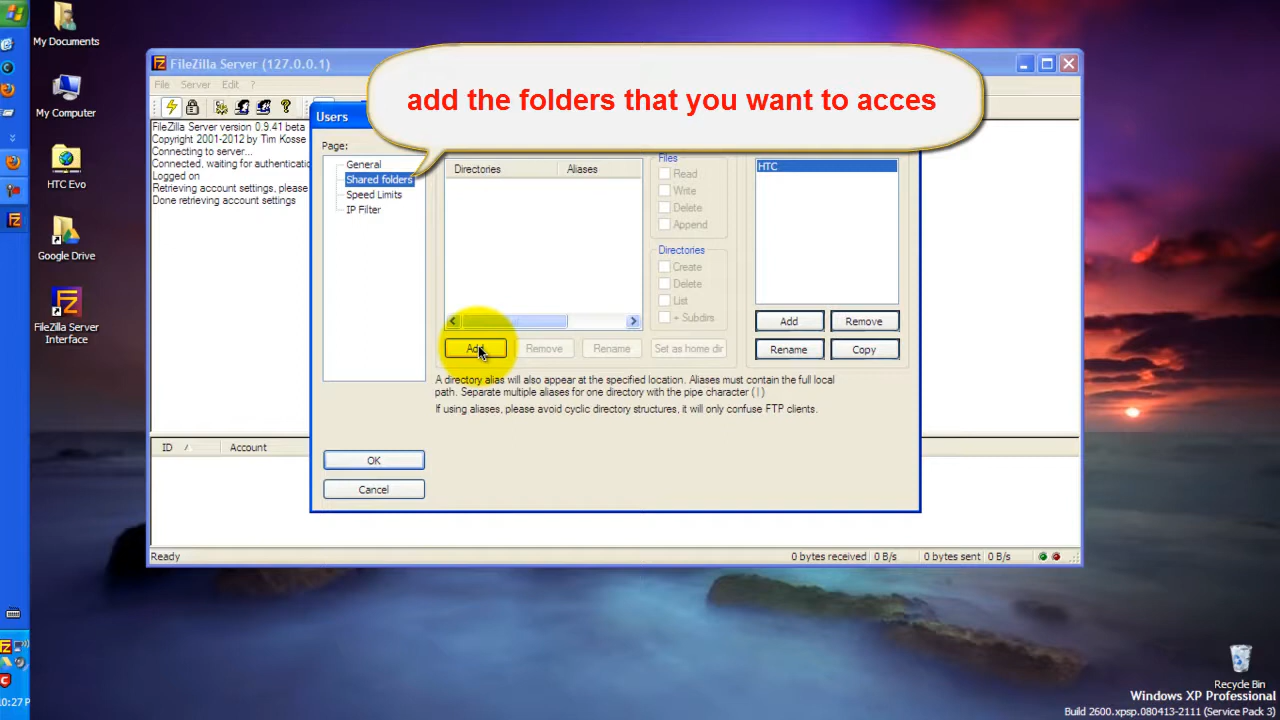 My Documents
My Computer
HTC Evo
Google Drive
FileZilla Server
Interface
FileZilla Server (127.0.0.1)
File Server Edit ?
add the folders that you want to acces
FileZilla Server version 0.9.41 beta
Copyright 2001-2012 by Tim Kosse
Connecting to server...
Connected, waiting for authenticatio
Logged on
Retrieving account settings, please
Done retrieving account settings
Users
Page:
General
Shared folders
Speed Limits
IP Filter
Directories Aliases
Files
Read
Write
Delete
Append
Directories
Create
Delete
List
+ Subdirs
HTC
Add Remove Rename Set as home dir
Add Remove
Rename Copy
A directory alias will also appear at the specified location. Aliases must contain the full local
path. Separate multiple aliases for one directory with the pipe character (|)
If using aliases, please avoid cyclic directory structures, it will only confuse FTP clients.
OK
Cancel
ID / Account
Ready 0 bytes received 0 B/s 0 bytes sent 0 B/s
10:27 P
Recycle Bin
Windows XP Professional
Build 2600.xpsp.080413-2111 (Service Pack 3)